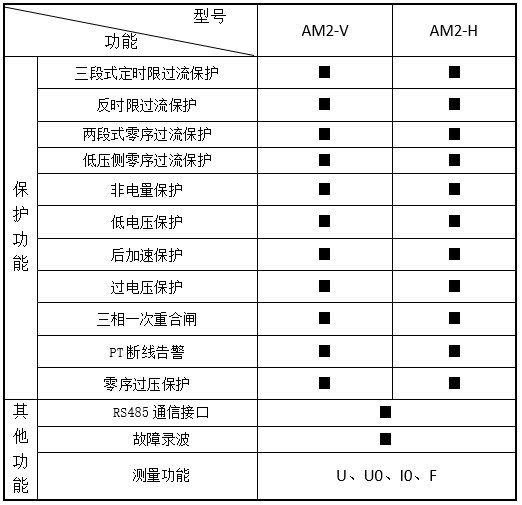 型号
功能
AM2-V
AM2-H
保护功能
三段式定时限过流保护 ■ ■
反时限过流保护 ■ ■
两段式零序过流保护 ■ ■
低压侧零序过流保护 ■ ■
非电量保护 ■ ■
低电压保护 ■ ■
后加速保护 ■ ■
过电压保护 ■ ■
三相一次重合闸 ■ ■
PT断线告警 ■ ■
零序过压保护 ■ ■
其他功能
RS485通信接口 ■
故障录波 ■
测量功能 U、U0、I0、F